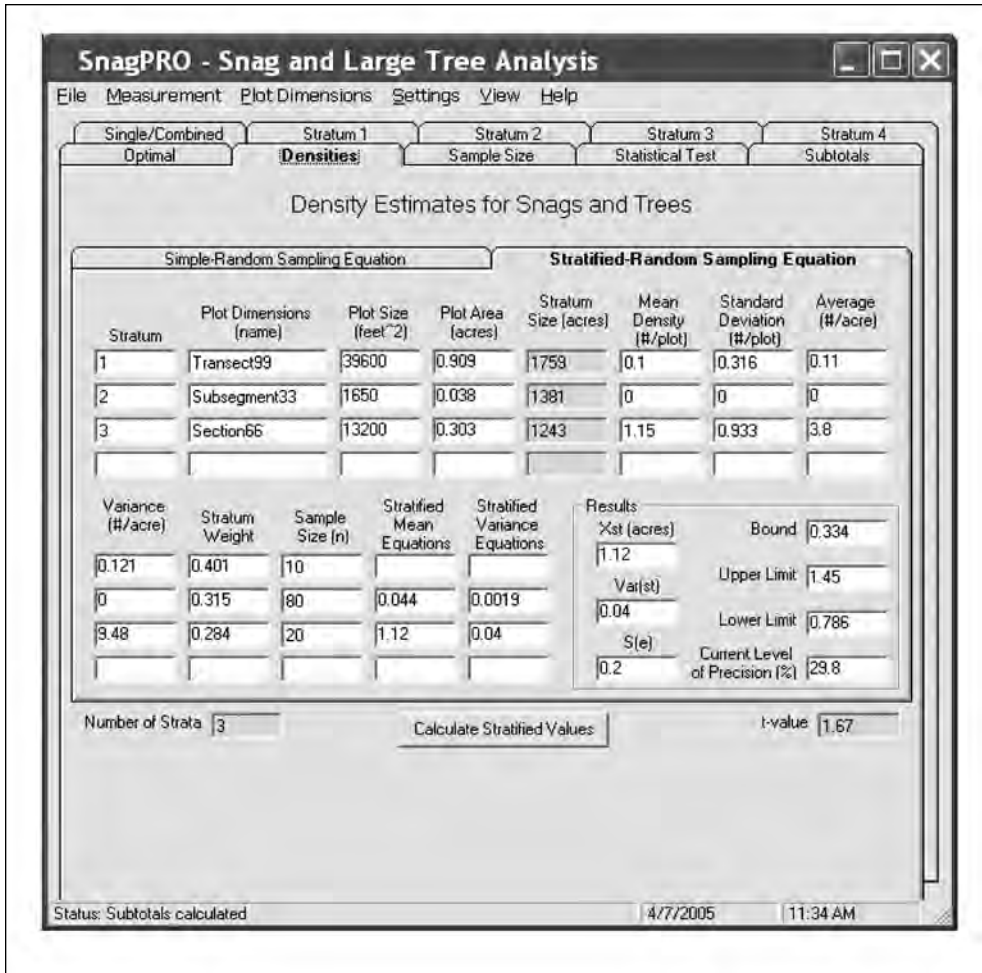 SnagPRO - Snag and Large Tree Analysis
File Measurement Plot Dimensions Settings View Help
Single/Combined Stratum 1 Stratum 2 Stratum 3 Stratum 4
Optimal Densities Sample Size Statistical Test Subtotals
Density Estimates for Snags and Trees
Simple-Random Sampling Equation Stratified-Random Sampling Equation
Stratum Plot Dimensions (name) Plot Size (feet^2) Plot Area (acres) Stratum Size (acres) Mean Density (#/plot) Standard Deviation (#/plot) Average (#/acre)
1 Transect99 39600 0.909 1759 0.1 0.316 0.11
2 Subsegment33 1650 0.038 1381 0 0 0
3 Section66 13200 0.303 1243 1.15 0.933 3.8
Variance (#/acre) Stratum Weight Sample Size (n) Stratified Mean Equations Stratified Variance Equations
0.121 0.401 10
0 0.315 80 0.044 0.0019
9.48 0.284 20 1.12 0.04
Results
Xst (acres) Bound 0.334
1.12
Var(st) Upper Limit 1.45
0.04
S(e) Lower Limit 0.786
0.2 Current Level of Precision (%) 29.8
Number of Strata 3 Calculate Stratified Values t-value 1.67
Status: Subtotals calculated 4/7/2005 11:34 AM